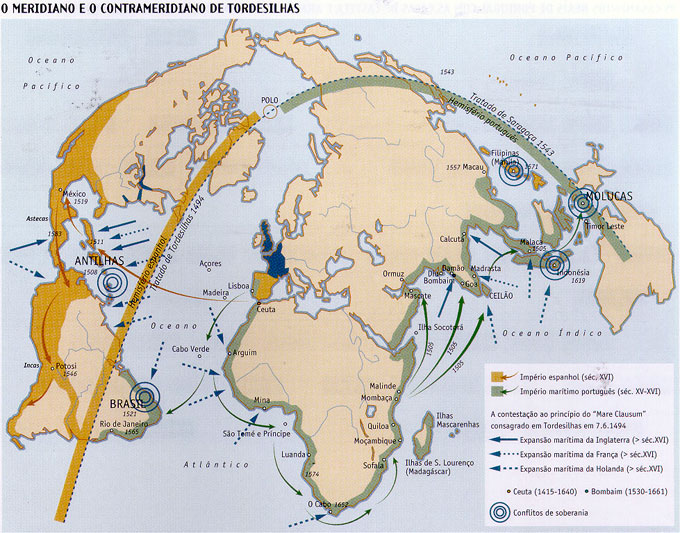 O MERIDIANO E O CONTRAMERIDIANO DE TORDESILHAS
Oceano
Pacífico
Oceano Pacífico
POLO
1543
Tratado de Saragoça 1543
Hemisfério português
Hemisfério espanhol
Tratado de Tordesilhas 1494
México
1519
Astecas
1583
1511
ANTILHAS
1508
Incas
Potosi
1546
BRASIL
1521
Rio de Janeiro
1565
Oceano
Atlântico
Açores
Madeira
Lisboa
Ceuta
Cabo Verde
Arguim
Mina
São Tomé e Príncipe
Luanda
1574
O Cabo 1652
Sofala
Moçambique
Quiloa
Mombaça
Malinde
Ilhas de S. Lourenço
(Madagáscar)
Ilhas
Mascarenhas
Ilha Socotorá
Ormuz
Mascate
1505
1505
1505
Diu
Damão
Bombaim
Goa
Calcutá
Madrasta
CEILÃO
1557 Macau
Filipinas
(Manila)
1571
MOLUCAS
Timor Leste
Malaca
1505
Indonésia
1619
Oceano Índico
Império espanhol (séc. XVI)
Império marítimo português (séc. XV-XVI)
A contestação ao princípio do "Mare Clausum"
consagrado em Tordesilhas em 7.6.1494
Expansão marítima da Inglaterra (> séc.XVI)
Expansão marítima da França (> séc.XVI)
Expansão marítima da Holanda (> séc.XVI)
Ceuta (1415-1640)
Bombaim (1530-1661)
Conflitos de soberania